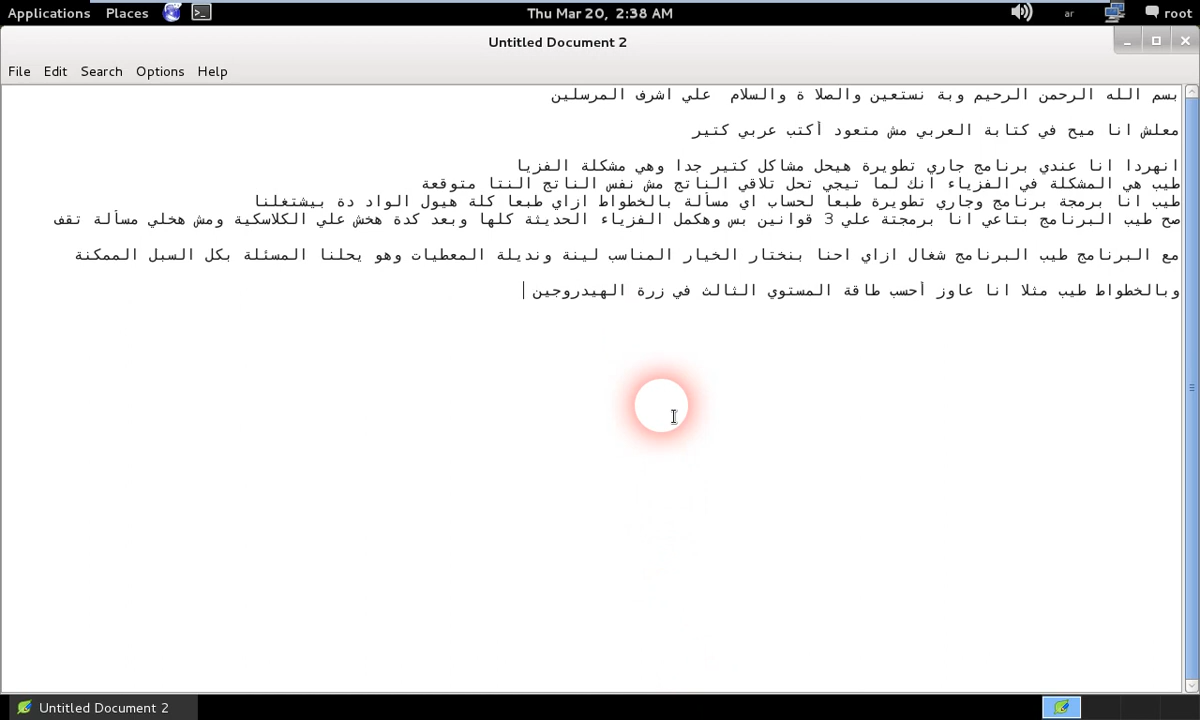 Applications Places Thu Mar 20, 2:38 AM ar root
Untitled Document 2
File Edit Search Options Help
بسم الله الرحمن الرحيم وبة نستعين والصلا ة والسلام علي اشرف المرسلين
معلش انا ميح في كتابة العربي مش متعود أكتب عربي كتير
انهردا انا عندي برنامج جاري تطويرة هيحل مشاكل كتير جدا وهي مشكلة الفزيا
طيب هي المشكلة في الفزياء انك لما تيجي تحل تلاقي الناتج مش نفس الناتج النتا متوقعة
طيب انا برمجة برنامج وجاري تطويرة طبعا لحساب اي مسألة بالخطواط ازاي طبعا كلة هيول الواد دة بيشتغلنا
صح طيب البرنامج بتاعي انا برمجتة علي 3 قوانين بس وهكمل الفزياء الحديثة كلها وبعد كدة هخش علي الكلاسكية ومش هخلي مسألة تقف
مع البرنامج طيب البرنامج شغال ازاي احنا بنختار الخيار المناسب لينة ونديلة المعطيات وهو يحلنا المسئلة بكل السبل الممكنة
وبالخطواط طيب مثلا انا عاوز أحسب طاقة المستوي الثالث في زرة الهيدروجين
Untitled Document 2